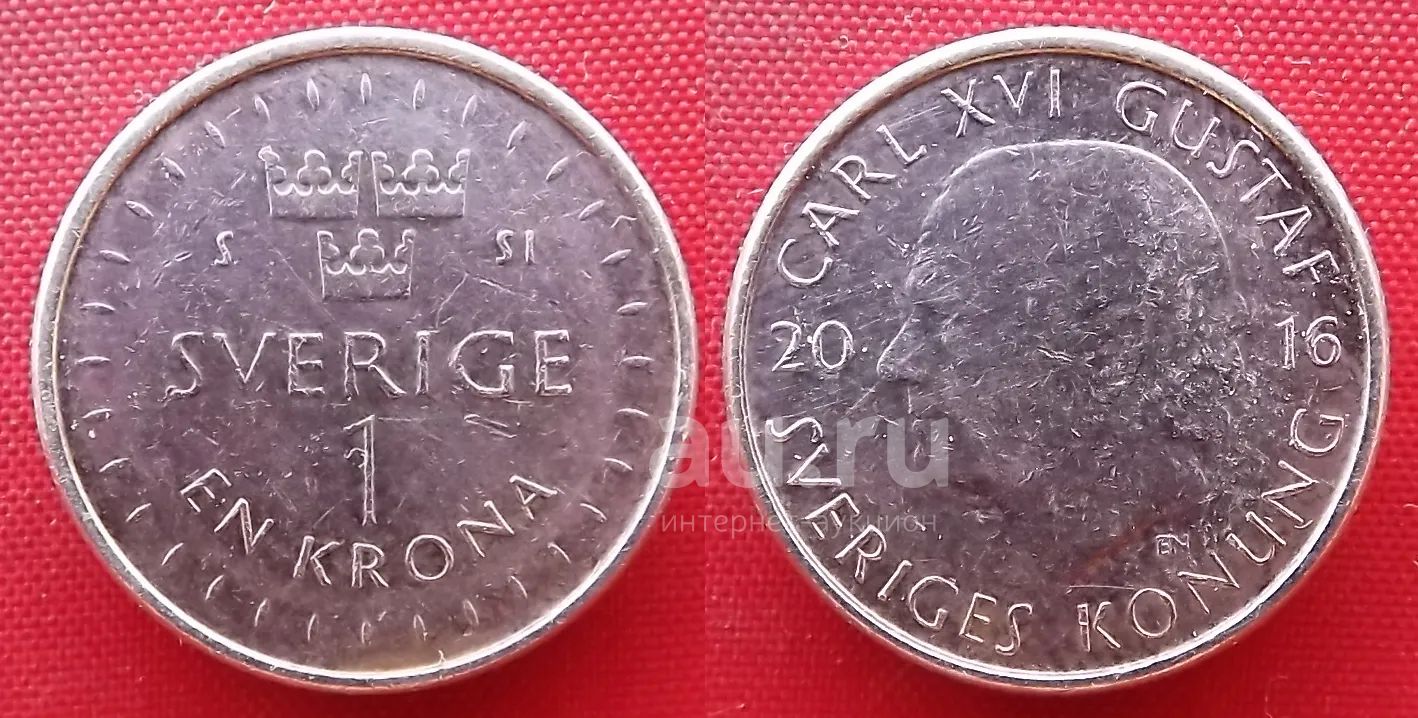 S SI
SVERIGE
1
EN KRONA
CARL XVI GUSTAF
20 16
SVERIGES KONUNG
EN
au.ru
интернет-аукцион